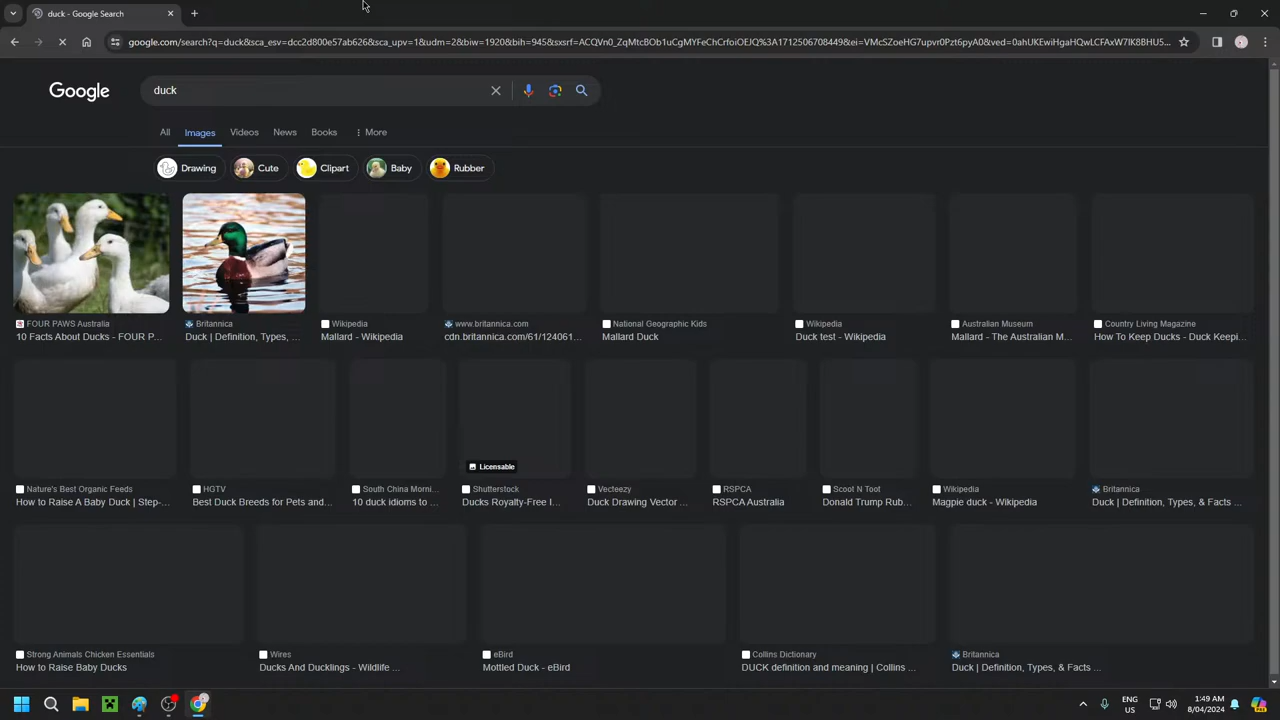 duck - Google Search
google.com/search?q=duck&sca_esv=dcc2d800e57ab626&sca_upv=1&udm=2&biw=1920&bih=945&sxsrf=ACQVn0_ZqMtcBOb1uCgMYFeChCrfoiOEJQ%3A1712506708449&ei=VMcSZoeHG7upvr0Pzt6pyA0&ved=0ahUKEwiHgaHQwLCFAxW7lK8BHU5...
Google
duck
All
Images
Videos
News
Books
More
Drawing
Cute
Clipart
Baby
Rubber
FOUR PAWS Australia
10 Facts About Ducks - FOUR P...
Britannica
Duck | Definition, Types, ...
Wikipedia
Mallard - Wikipedia
www.britannica.com
cdn.britannica.com/61/124061...
National Geographic Kids
Mallard Duck
Wikipedia
Duck test - Wikipedia
Australian Museum
Mallard - The Australian M...
Country Living Magazine
How To Keep Ducks - Duck Keepi...
Nature's Best Organic Feeds
How to Raise A Baby Duck | Step-...
HGTV
Best Duck Breeds for Pets and...
South China Morni...
10 duck idioms to ...
Licensable
Shutterstock
Ducks Royalty-Free I...
Vecteezy
Duck Drawing Vector ...
RSPCA
RSPCA Australia
Scoot N Toot
Donald Trump Rub...
Wikipedia
Magpie duck - Wikipedia
Britannica
Duck | Definition, Types, & Facts ...
Strong Animals Chicken Essentials
How to Raise Baby Ducks
Wires
Ducks And Ducklings - Wildlife ...
eBird
Mottled Duck - eBird
Collins Dictionary
DUCK definition and meaning | Collins ...
Britannica
Duck | Definition, Types, & Facts ...
ENG
US
1:49 AM
8/04/2024